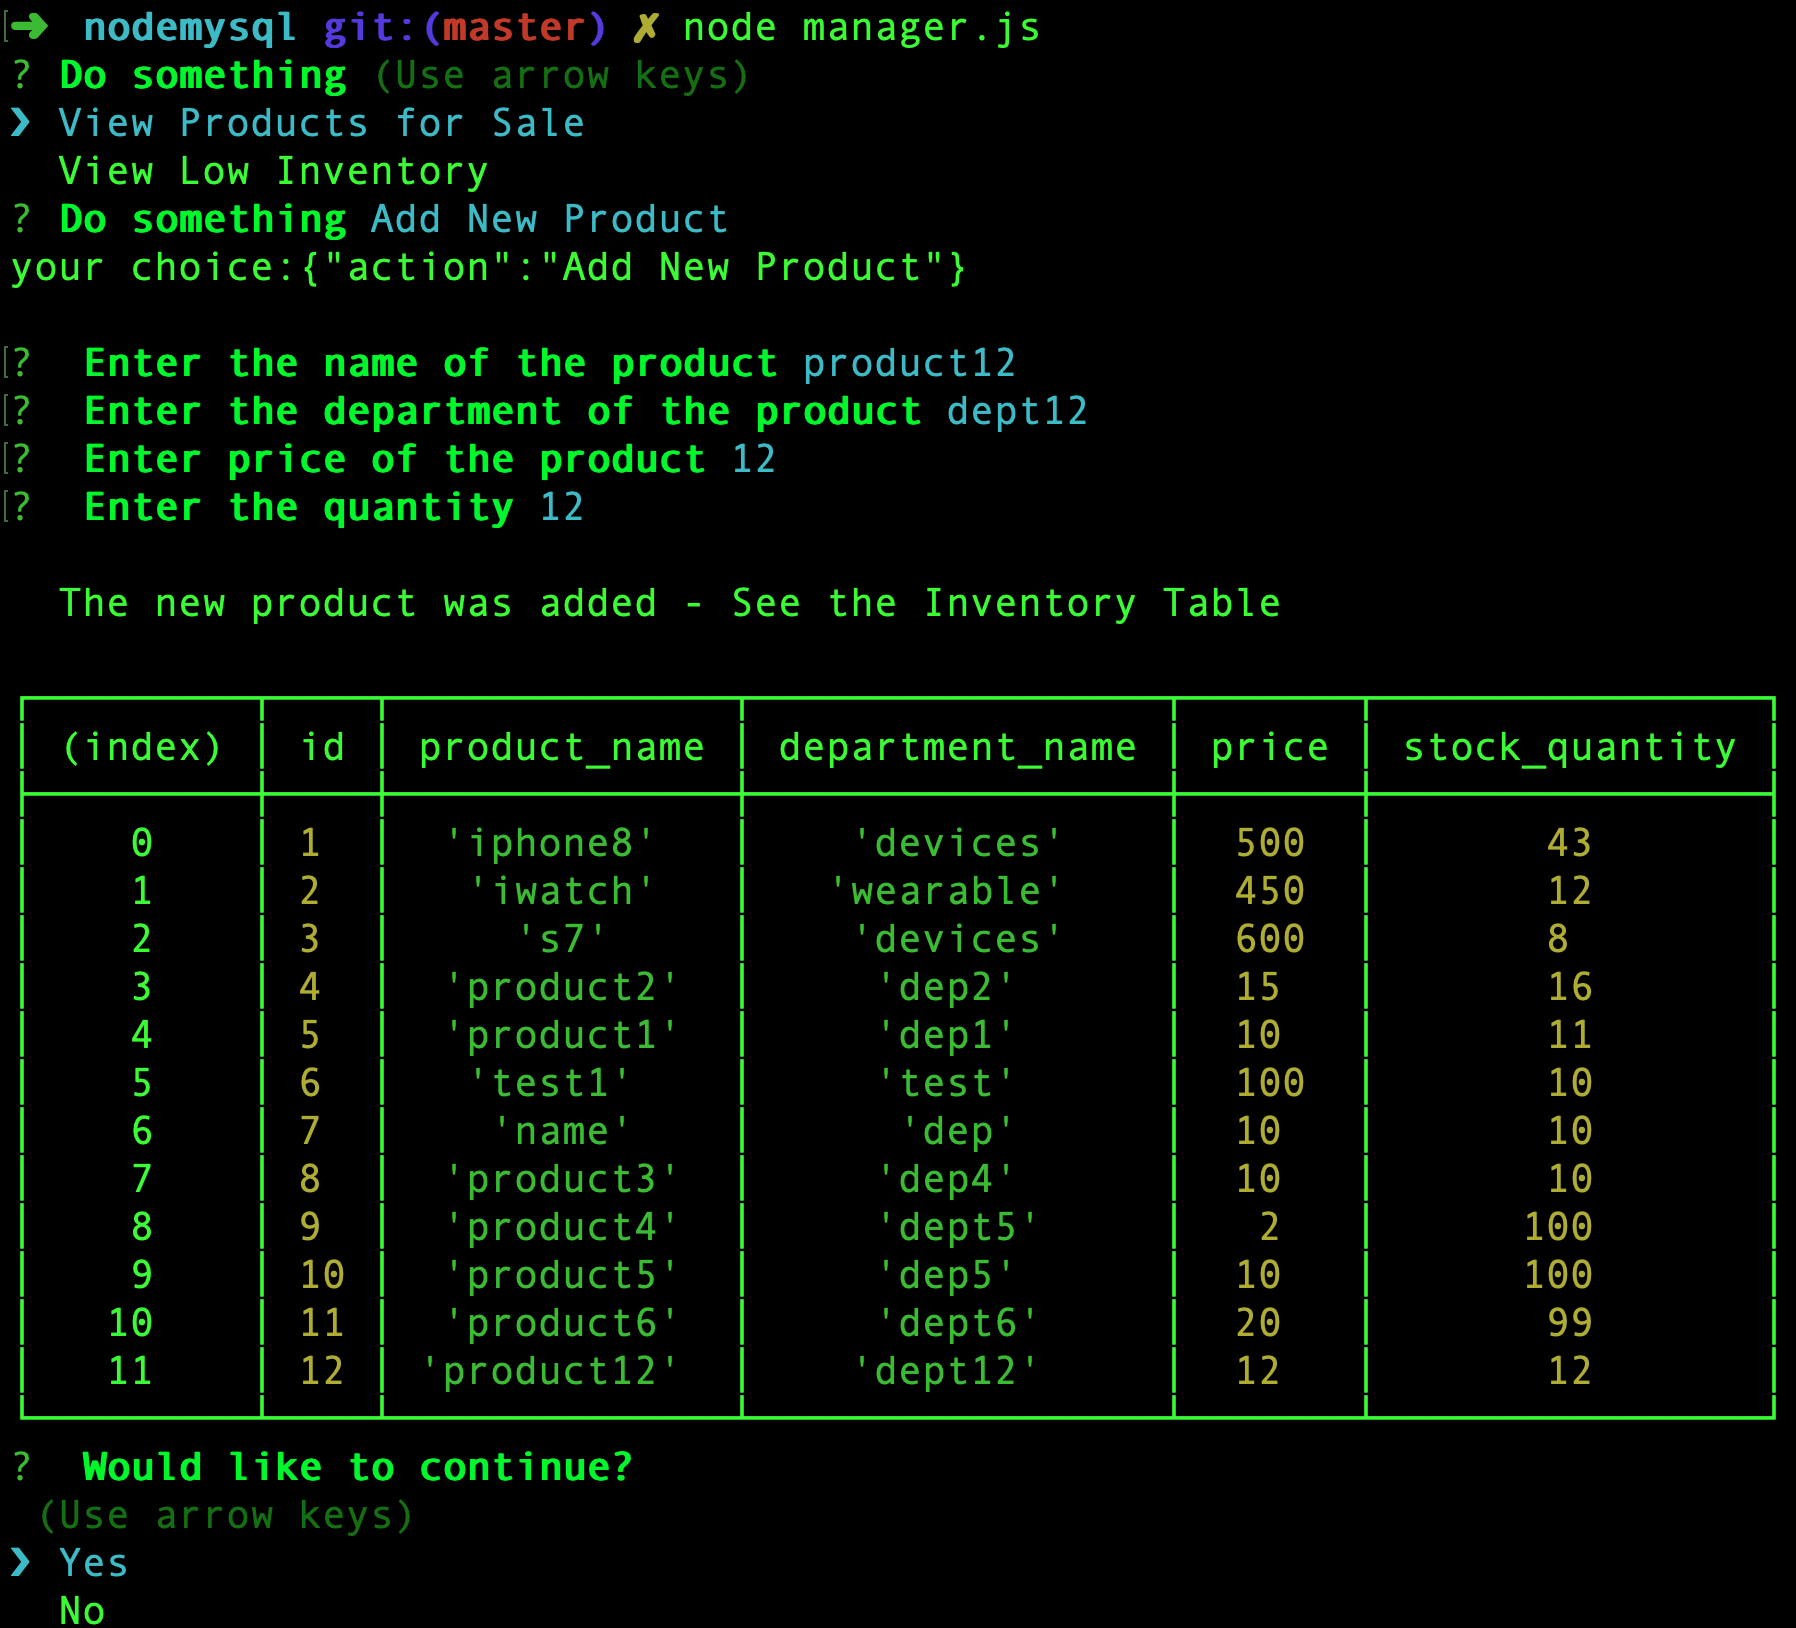 ➜  nodemysql git:(master) ✗ node manager.js
? Do something (Use arrow keys)
❯ View Products for Sale
  View Low Inventory
? Do something Add New Product
your choice:{"action":"Add New Product"}
?  Enter the name of the product product12
?  Enter the department of the product dept12
?  Enter price of the product 12
?  Enter the quantity 12
  The new product was added - See the Inventory Table
(index) id product_name department_name price stock_quantity
0 1 'iphone8' 'devices' 500 43
1 2 'iwatch' 'wearable' 450 12
2 3 's7' 'devices' 600 8
3 4 'product2' 'dep2' 15 16
4 5 'product1' 'dep1' 10 11
5 6 'test1' 'test' 100 10
6 7 'name' 'dep' 10 10
7 8 'product3' 'dep4' 10 10
8 9 'product4' 'dept5' 2 100
9 10 'product5' 'dep5' 10 100
10 11 'product6' 'dept6' 20 99
11 12 'product12' 'dept12' 12 12
?  Would like to continue?
 (Use arrow keys)
❯ Yes
  No